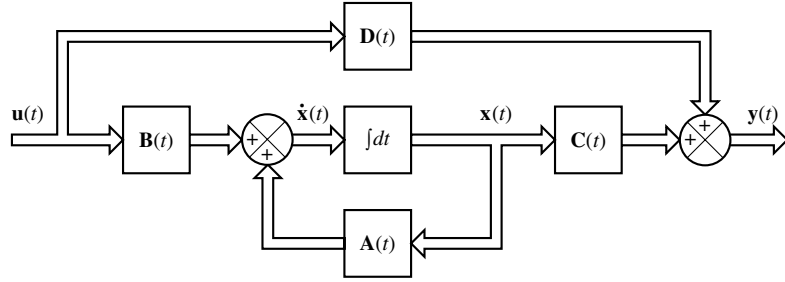 D(t)
u(t)
ẋ(t)
x(t)
y(t)
B(t)
+
+
∫dt
C(t)
+
+
A(t)